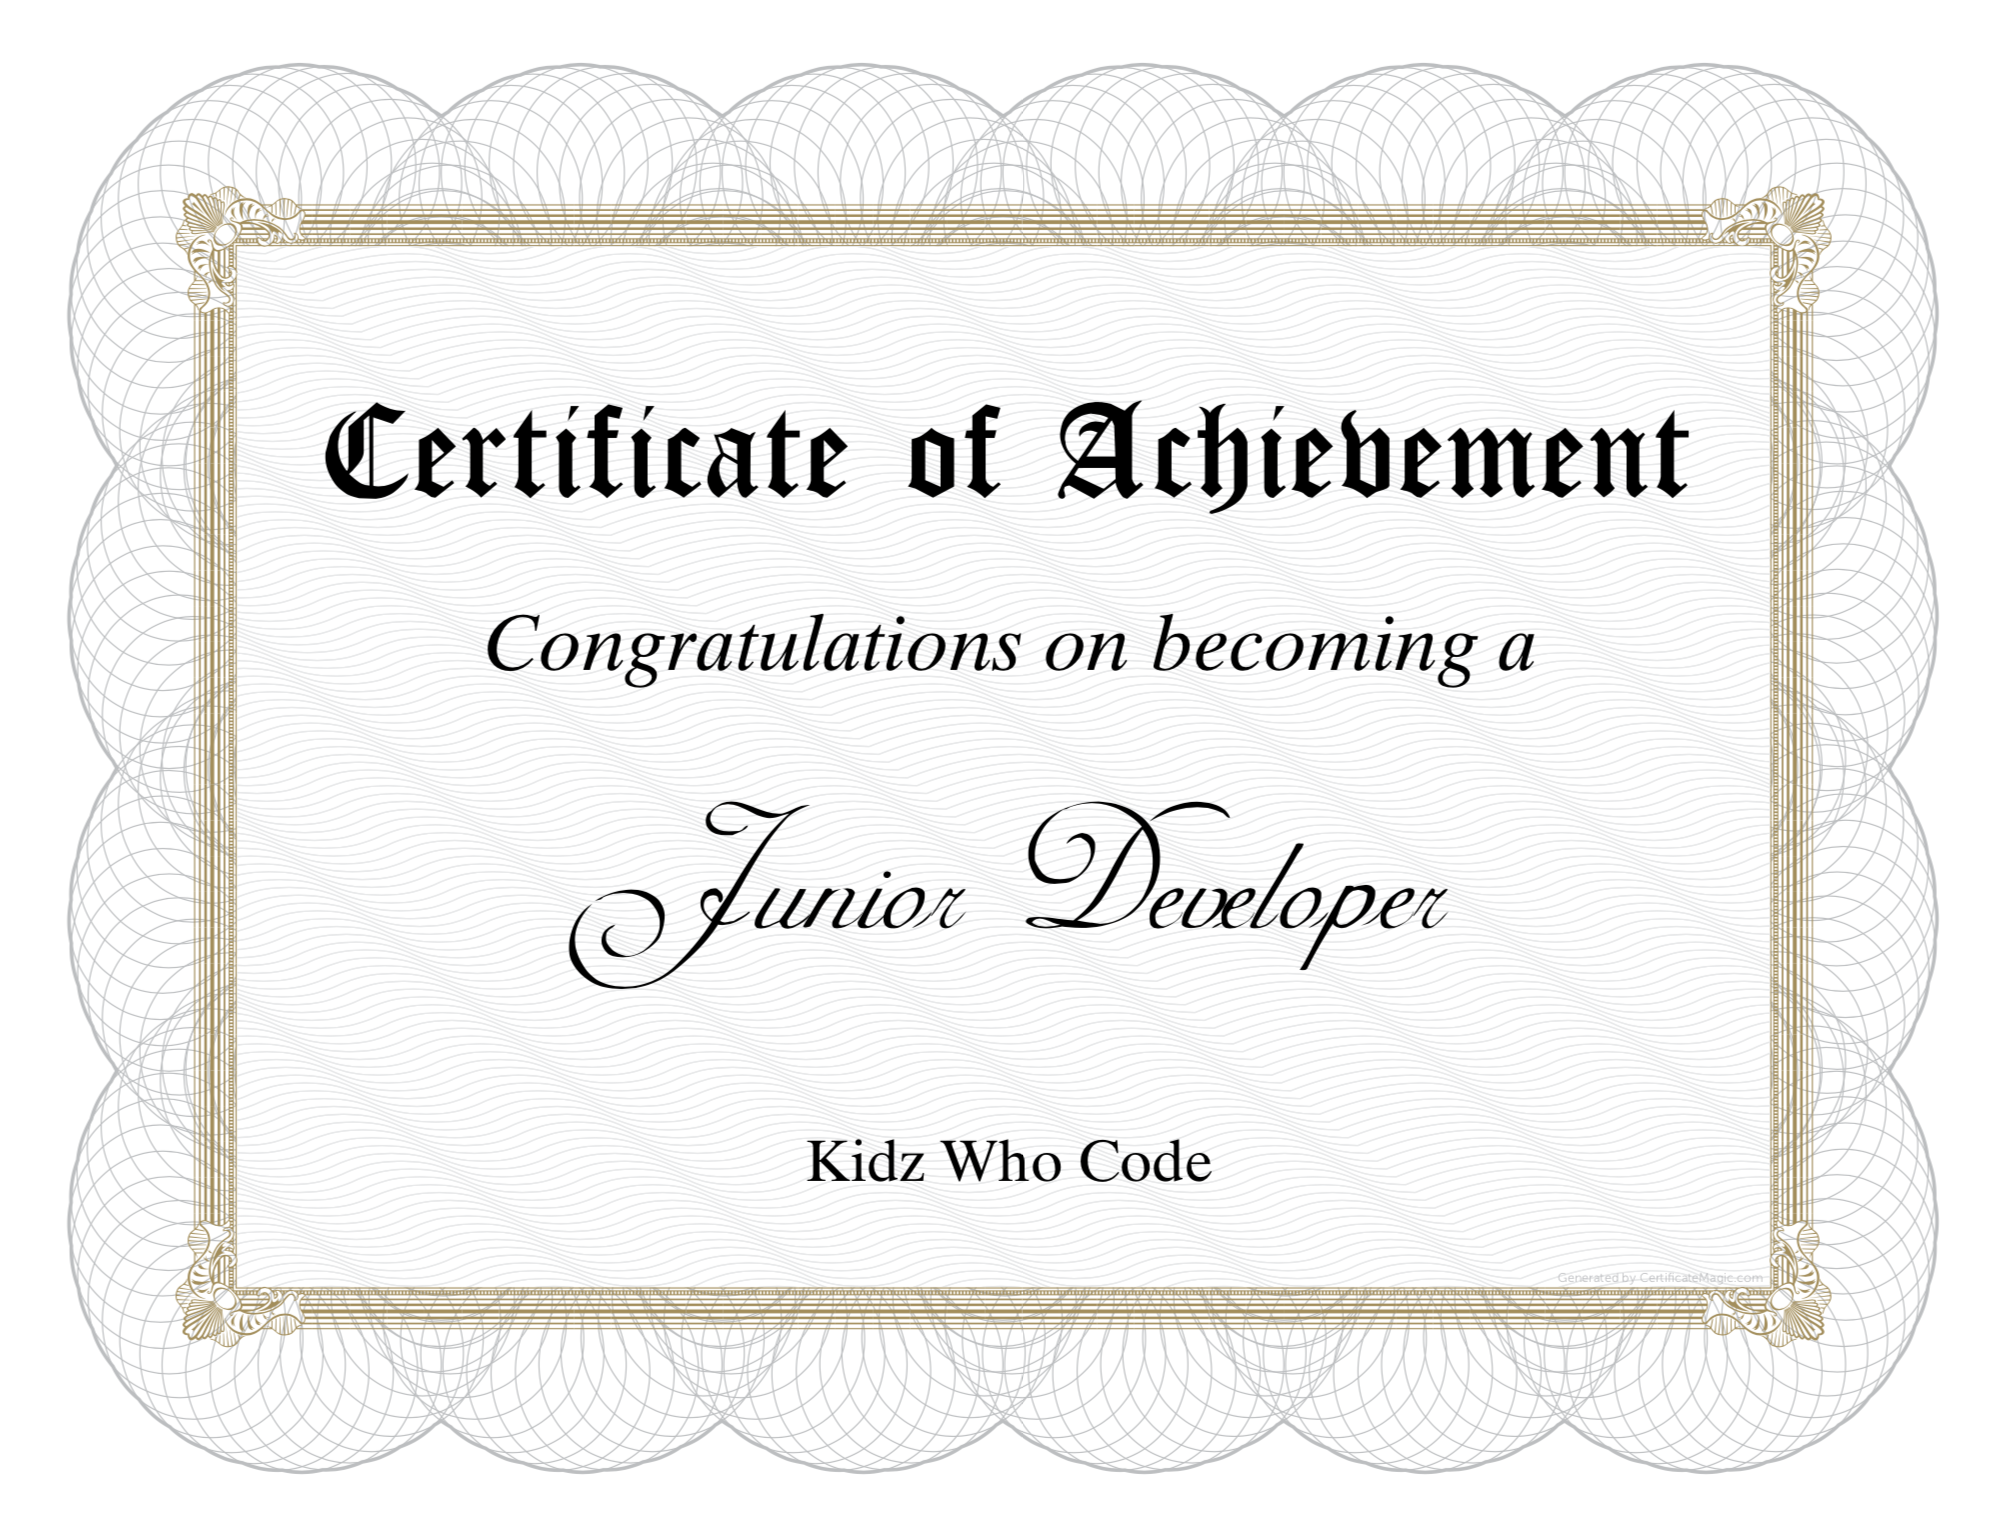 Certificate of Achievement
Congratulations on becoming a
Junior Developer
Kidz Who Code
Generated by CertificateMagic.com